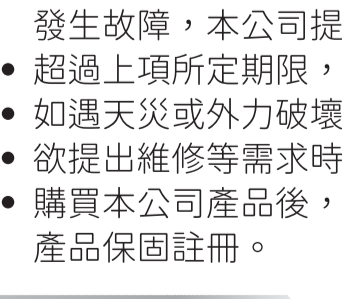 發生故障，本公司提
• 超過上項所定期限，
• 如遇天災或外力破壞
• 欲提出維修等需求時
• 購買本公司產品後，
產品保固註冊。